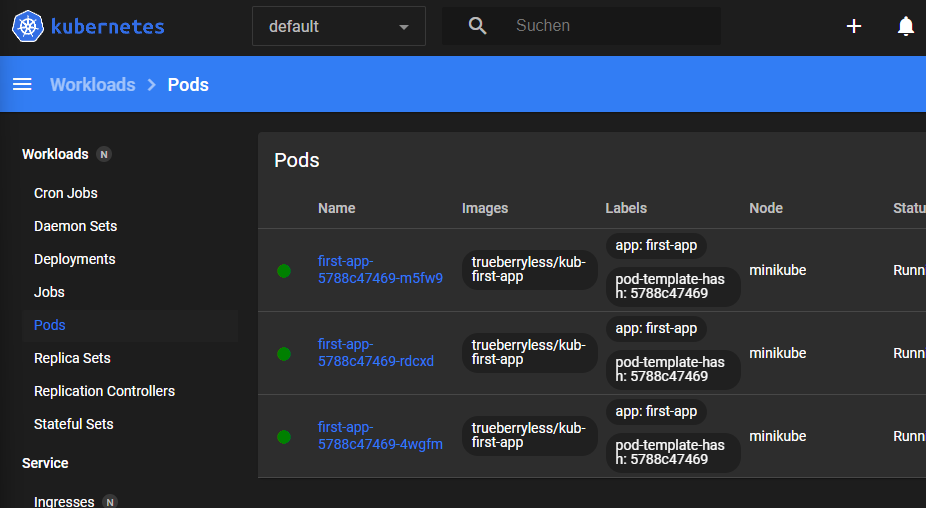 kubernetes
default
Suchen
Workloads
Pods
Workloads N
Cron Jobs
Daemon Sets
Deployments
Jobs
Pods
Replica Sets
Replication Controllers
Stateful Sets
Service
Ingresses N
Pods
Name Images Labels Node Statu
first-app-
5788c47469-m5fw9
trueberryless/kub-
first-app
app: first-app
pod-template-has
h: 5788c47469
minikube
Runn
first-app-
5788c47469-rdcxd
trueberryless/kub-
first-app
app: first-app
pod-template-has
h: 5788c47469
minikube
Runn
first-app-
5788c47469-4wgfm
trueberryless/kub-
first-app
app: first-app
pod-template-has
h: 5788c47469
minikube
Runn